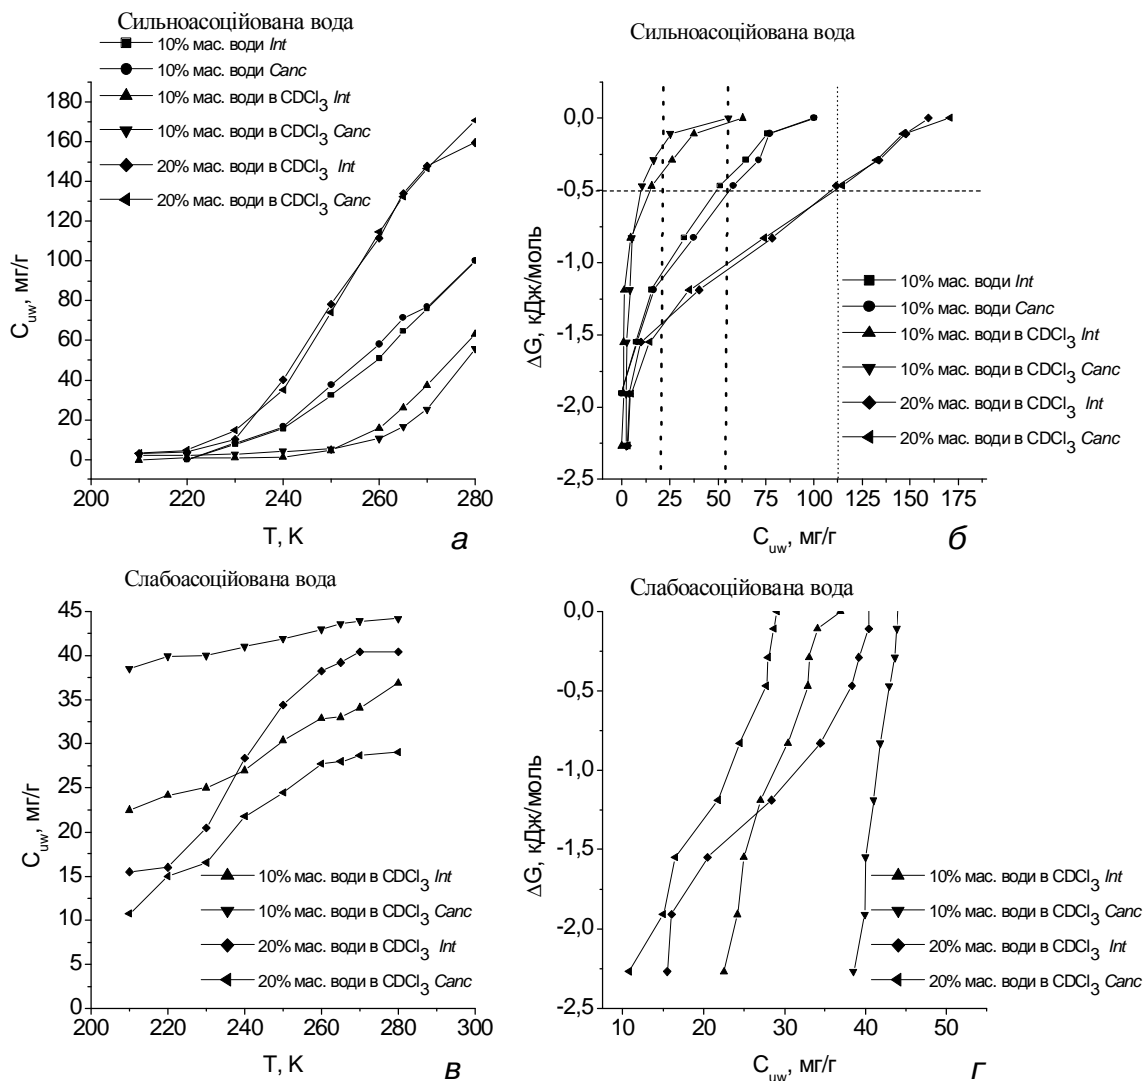 Сильноасоційована вода
10% мас. води Int
10% мас. води Canc
10% мас. води в CDCl3 Int
10% мас. води в CDCl3 Canc
20% мас. води в CDCl3 Int
20% мас. води в CDCl3 Canc
180
160
140
120
100
80
60
40
20
0
200 220 240 260 280
Cuw, мг/г
T, K
а
Сильноасоційована вода
0,0
-0,5
-1,0
-1,5
-2,0
-2,5
0 25 50 75 100 125 150 175
ΔG, кДж/моль
10% мас. води Int
10% мас. води Canc
10% мас. води в CDCl3 Int
10% мас. води в CDCl3 Canc
20% мас. води в CDCl3 Int
20% мас. води в CDCl3 Canc
Cuw, мг/г
б
Слабоасоційована вода
45
40
35
30
25
20
15
10
5
0
200 220 240 260 280 300
Cuw, мг/г
10% мас. води в CDCl3 Int
10% мас. води в CDCl3 Canc
20% мас. води в CDCl3 Int
20% мас. води в CDCl3 Canc
T, K
в
Слабоасоційована вода
0,0
-0,5
-1,0
-1,5
-2,0
-2,5
10 20 30 40 50
ΔG, кДж/моль
10% мас. води в CDCl3 Int
10% мас. води в CDCl3 Canc
20% мас. води в CDCl3 Int
20% мас. води в CDCl3 Canc
Cuw, мг/г
г